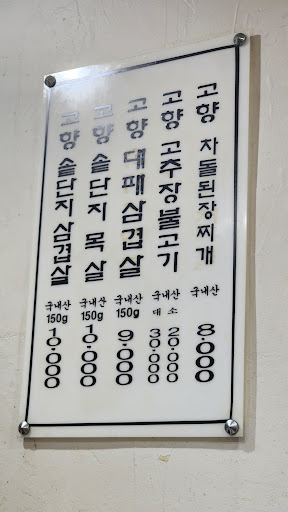 고향 차돌된장찌개 국내산 8.000
고향 고추장불고기 국내산 대 소 30.000 20.000
고향 대패삼겹살 국내산 150g 9.000
고향 솥단지 목살 국내산 150g 10.000
고향 솥단지 삼겹살 국내산 150g 10.000